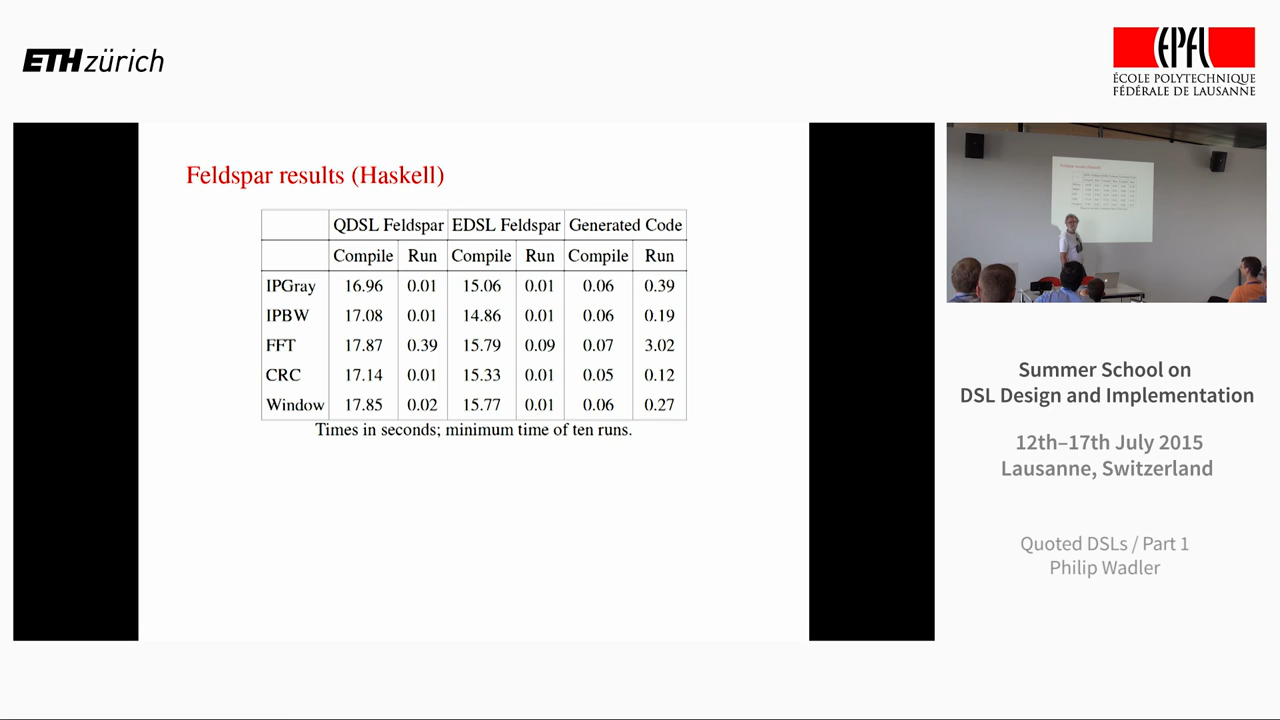 ETH zürich
EPFL
ÉCOLE POLYTECHNIQUE
FÉDÉRALE DE LAUSANNE
Feldspar results (Haskell)
QDSL Feldspar EDSL Feldspar Generated Code
Compile Run Compile Run Compile Run
IPGray 16.96 0.01 15.06 0.01 0.06 0.39
IPBW 17.08 0.01 14.86 0.01 0.06 0.19
FFT 17.87 0.39 15.79 0.09 0.07 3.02
CRC 17.14 0.01 15.33 0.01 0.05 0.12
Window 17.85 0.02 15.77 0.01 0.06 0.27
Times in seconds; minimum time of ten runs.
Feldspar results (Haskell)
Summer School on
DSL Design and Implementation
12th–17th July 2015
Lausanne, Switzerland
Quoted DSLs / Part 1
Philip Wadler